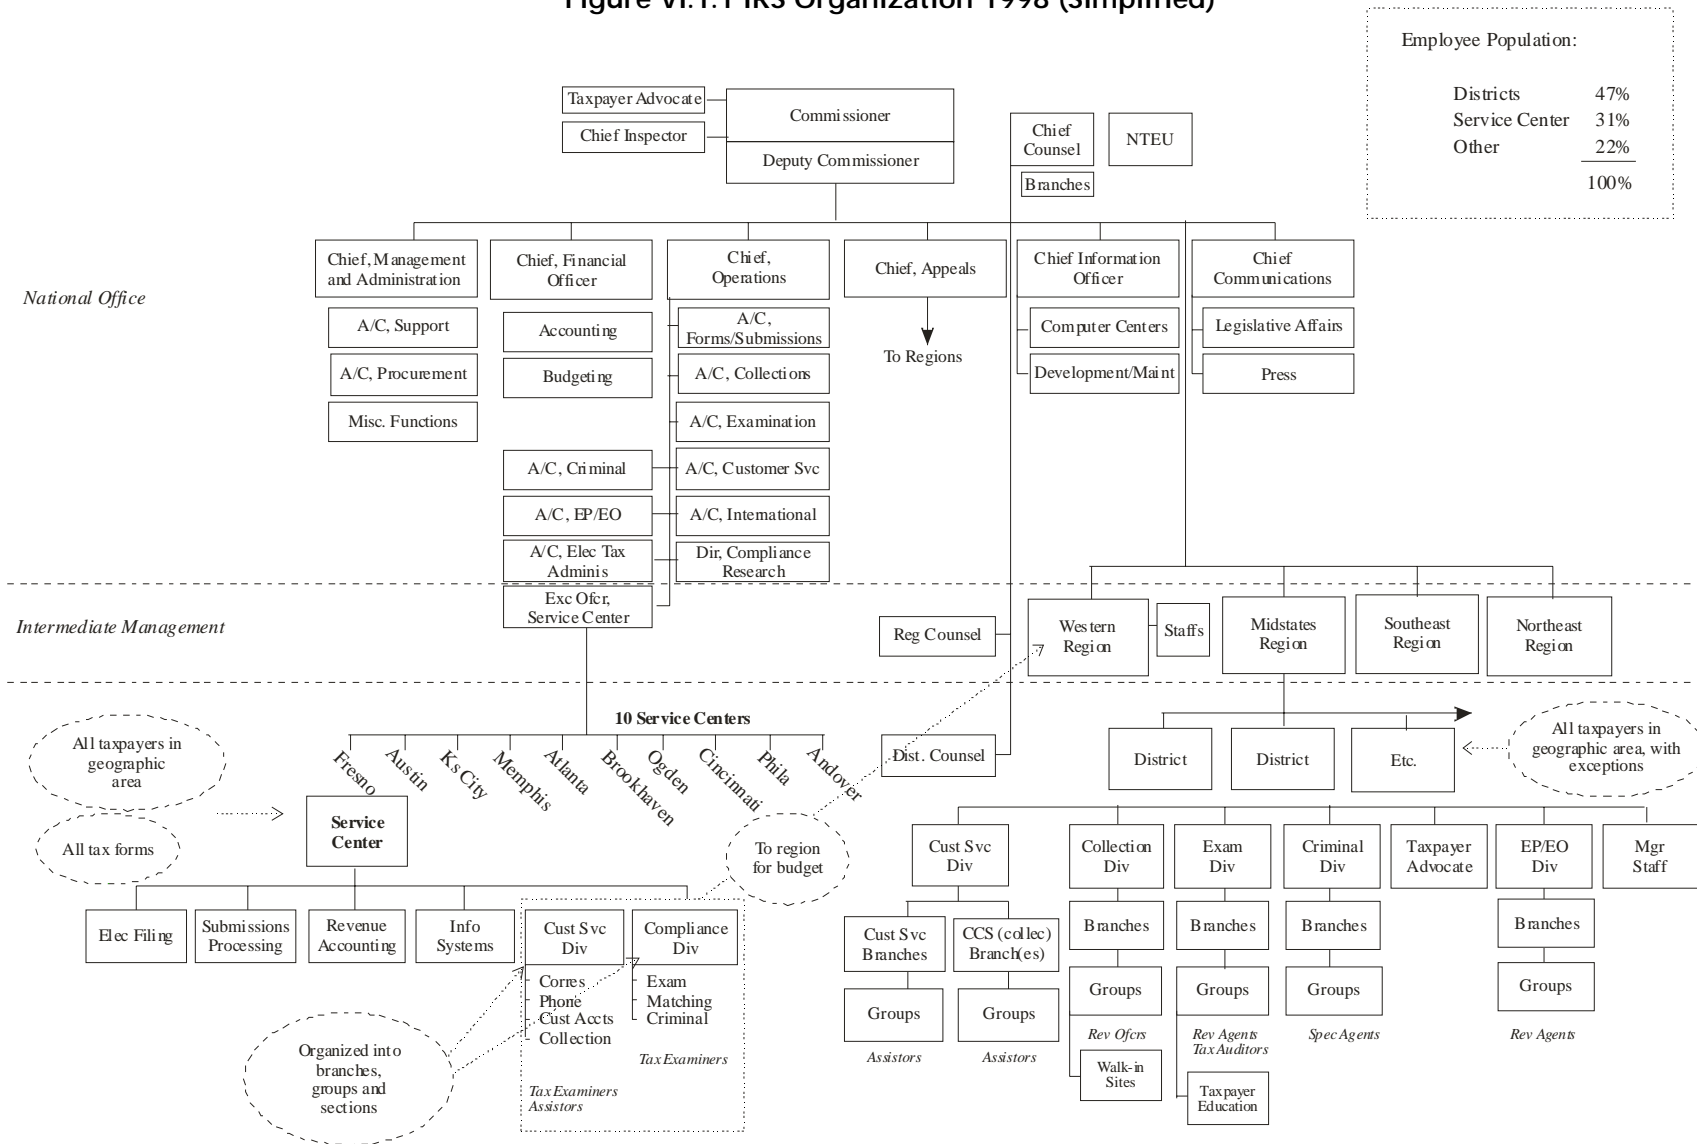 Figure VI.1.1 IRS Organization 1998 (Simplified)
Employee Population:
Districts 47%
Service Center 31%
Other 22%
100%
Taxpayer Advocate
Chief Inspector
Commissioner
Deputy Commissioner
Chief
Counsel
Branches
NTEU
National Office
Chief, Management
and Administration
A/C, Support
A/C, Procurement
Misc. Functions
Chief, Financial
Officer
Accounting
Budgeting
Chief,
Operations
A/C,
Forms/Submissions
A/C, Collections
A/C, Examination
A/C, Criminal
A/C, Customer Svc
A/C, EP/EO
A/C, International
A/C, Elec Tax
Adminis
Dir, Compliance
Research
Chief, Appeals
To Regions
Chief Information
Officer
Computer Centers
Development/Maint
Chief
Communications
Legislative Affairs
Press
Intermediate Management
Exc Ofcr,
Service Center
Reg Counsel
Western
Region
Staffs
Midstates
Region
Southeast
Region
Northeast
Region
10 Service Centers
Fresno
Austin
Ks City
Memphis
Atlanta
Brookhaven
Ogden
Cincinnati
Phila
Andover
Dist. Counsel
District
District
Etc.
All taxpayers in
geographic area, with
exceptions
All taxpayers in
geographic
area
All tax forms
Service
Center
To region
for budget
Elec Filing
Submissions
Processing
Revenue
Accounting
Info
Systems
Cust Svc
Div
Corres
Phone
Cust Accts
Collection
Tax Examiners
Assistors
Compliance
Div
Exam
Matching
Criminal
Tax Examiners
Organized into
branches,
groups and
sections
Cust Svc
Div
Cust Svc
Branches
Groups
Assistors
CCS (collec)
Branch(es)
Groups
Assistors
Collection
Div
Branches
Groups
Rev Ofcrs
Walk-in
Sites
Exam
Div
Branches
Groups
Rev Agents
Tax Auditors
Taxpayer
Education
Criminal
Div
Branches
Groups
Spec Agents
Taxpayer
Advocate
EP/EO
Div
Branches
Groups
Rev Agents
Mgr
Staff